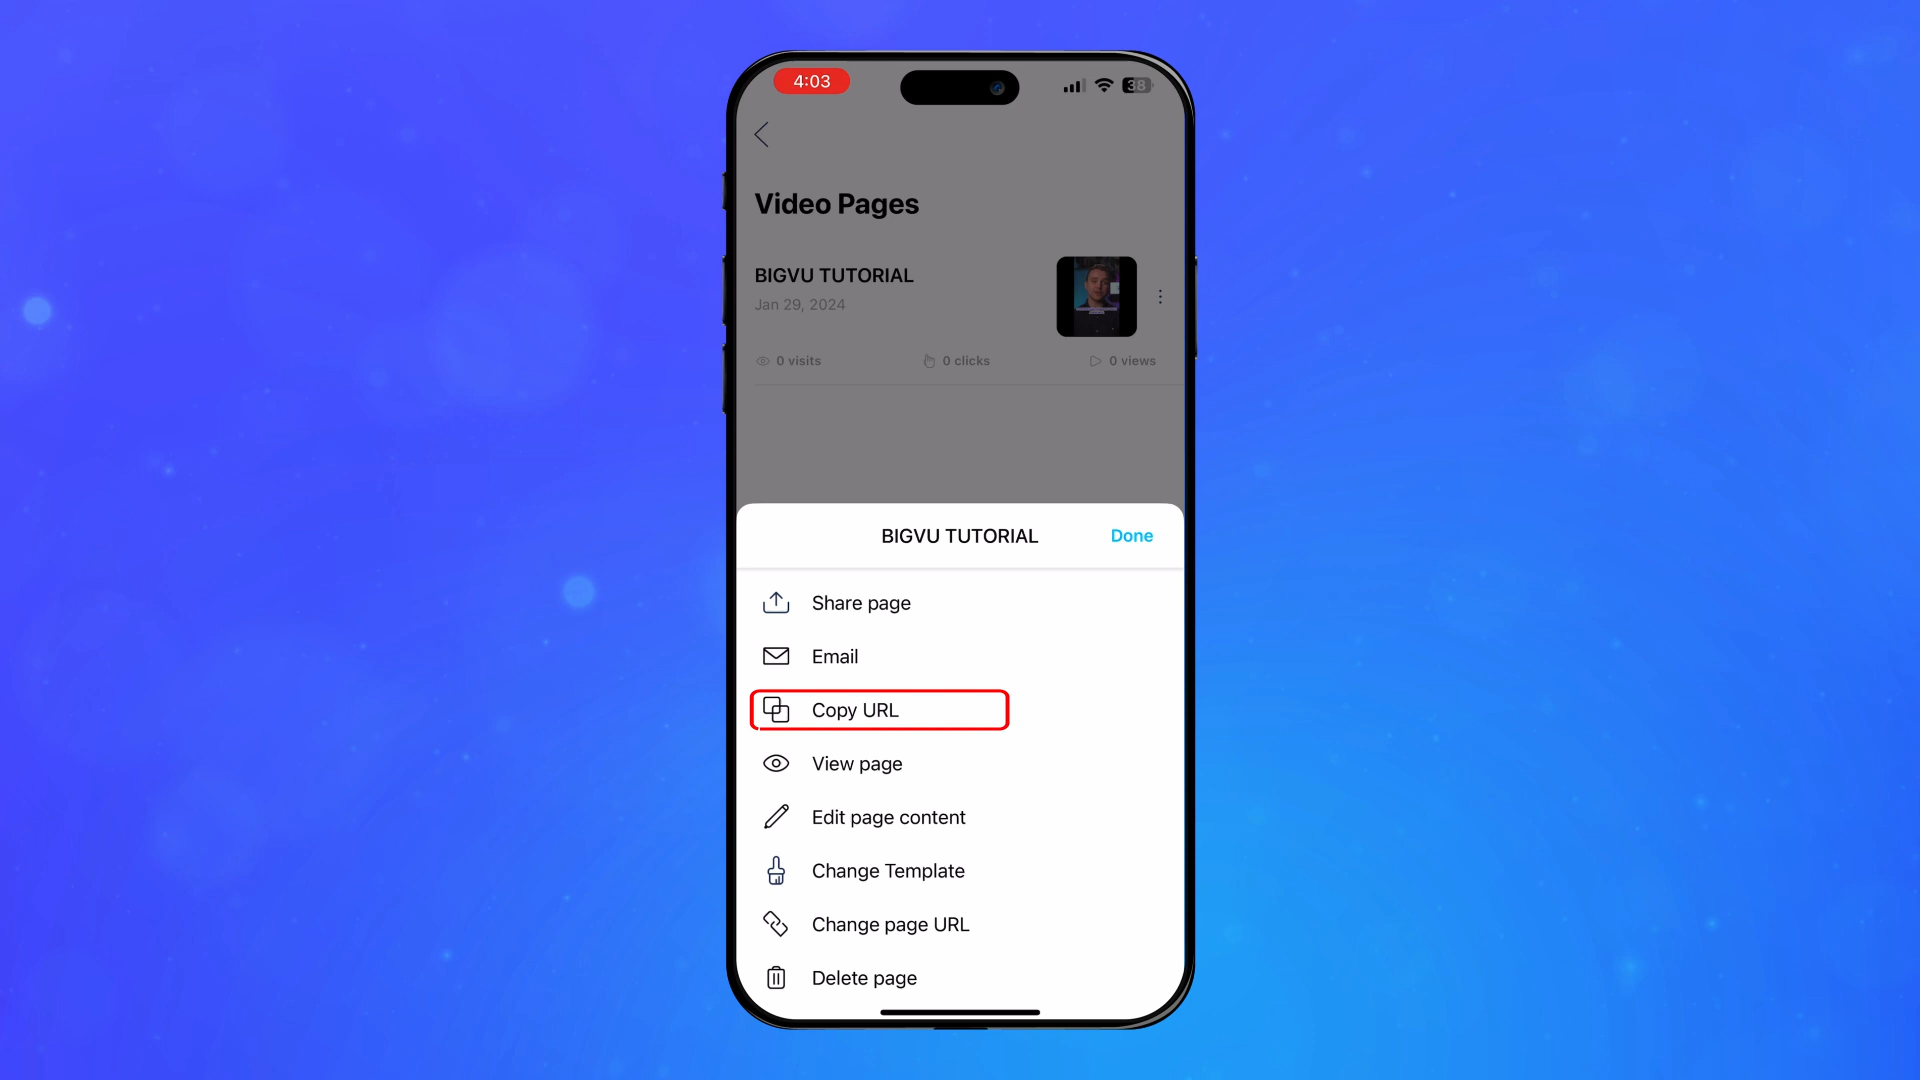 4:03
38
Video Pages
BIGVU TUTORIAL
Jan 29, 2024
0 visits
0 clicks
0 views
BIGVU TUTORIAL
Done
Share page
Email
Copy URL
View page
Edit page content
Change Template
Change page URL
Delete page